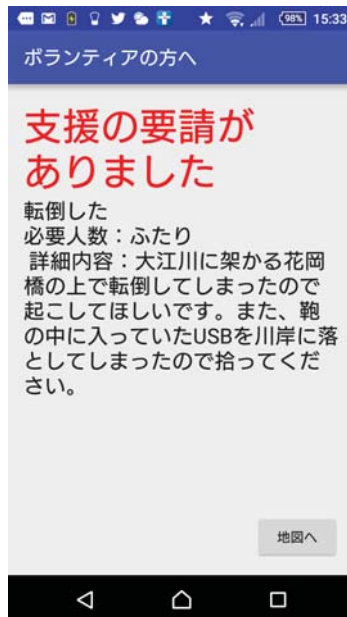 98% 15:33
ボランティアの方へ
支援の要請が
ありました
転倒した
必要人数：ふたり
詳細内容：大江川に架かる花岡
橋の上で転倒してしまったので
起こしてほしいです。また、鞄
の中に入っていたUSBを川岸に落
としてしまったので拾ってくだ
さい。
地図へ